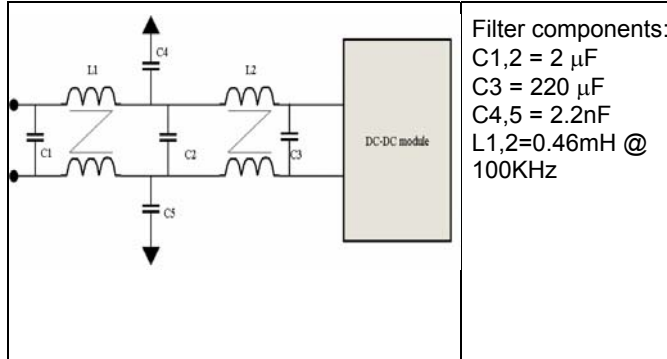 C4
L1
L2
C1
C2
C3
DC-DC module
C5
Filter components:
C1,2 = 2 μF
C3 = 220 μF
C4,5 = 2.2nF
L1,2=0.46mH @
100KHz